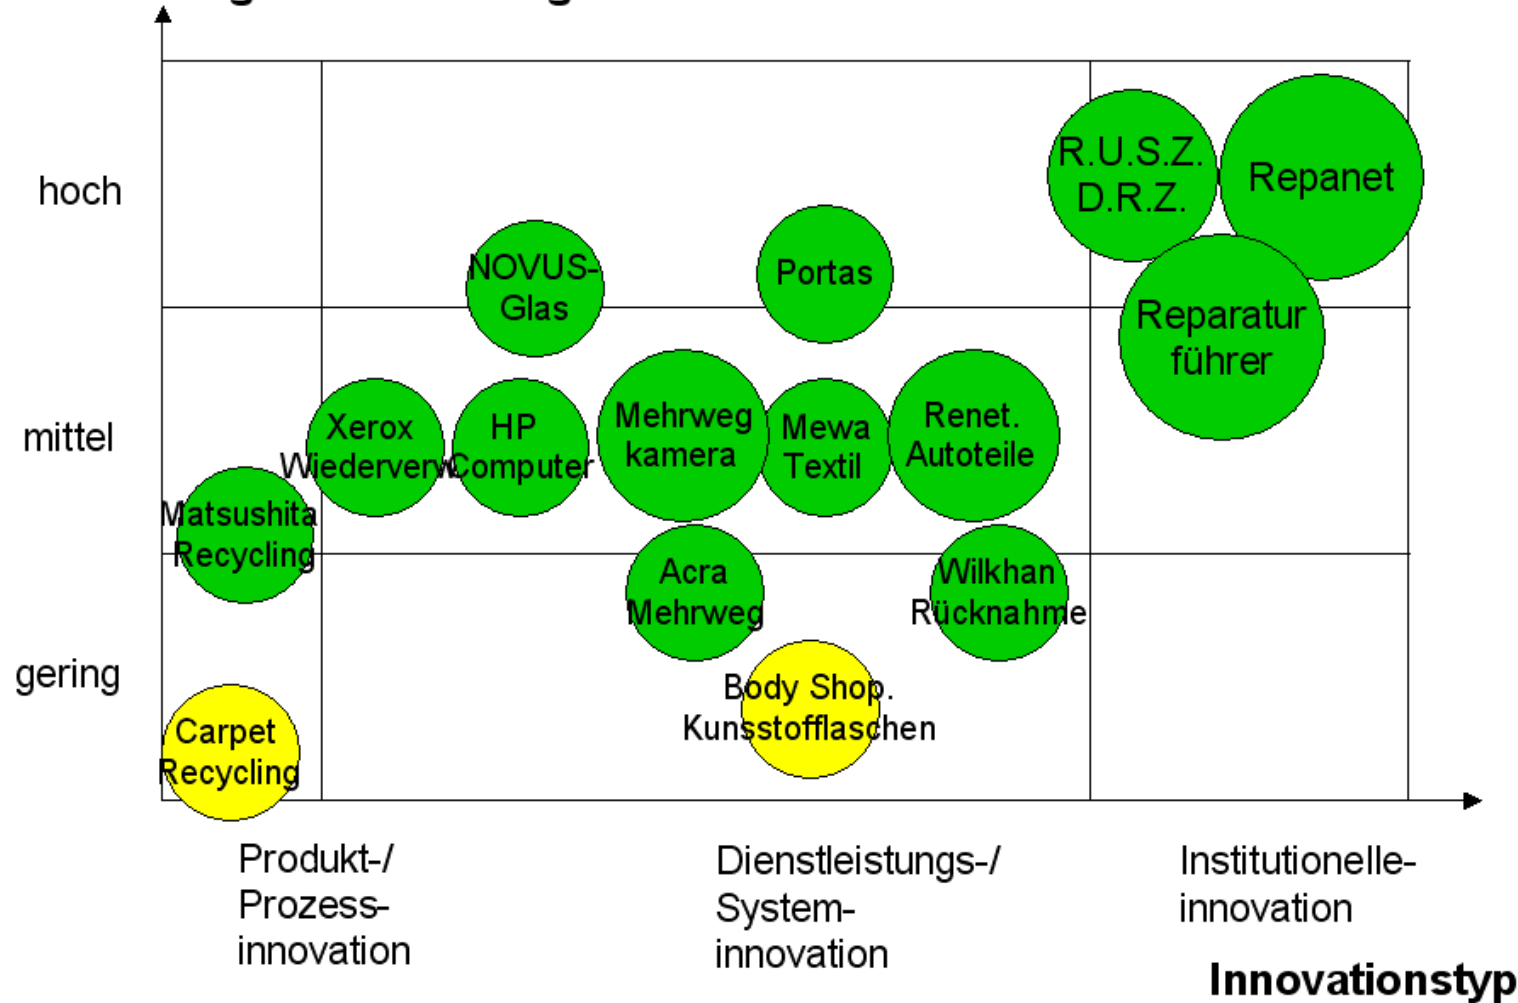 hoch
mittel
gering
R.U.S.Z.
D.R.Z.
Repanet
NOVUS-
Glas
Portas
Reparatur
führer
Xerox
Wiederverw
HP
Computer
Mehrweg
kamera
Mewa
Textil
Renet.
Autoteile
Matsushita
Recycling
Acra
Mehrweg
Wilkhan
Rücknahme
Body Shop.
Kunsstofflaschen
Carpet
Recycling
Produkt-/
Prozess-
innovation
Dienstleistungs-/
System-
innovation
Institutionelle-
innovation
Innovationstyp